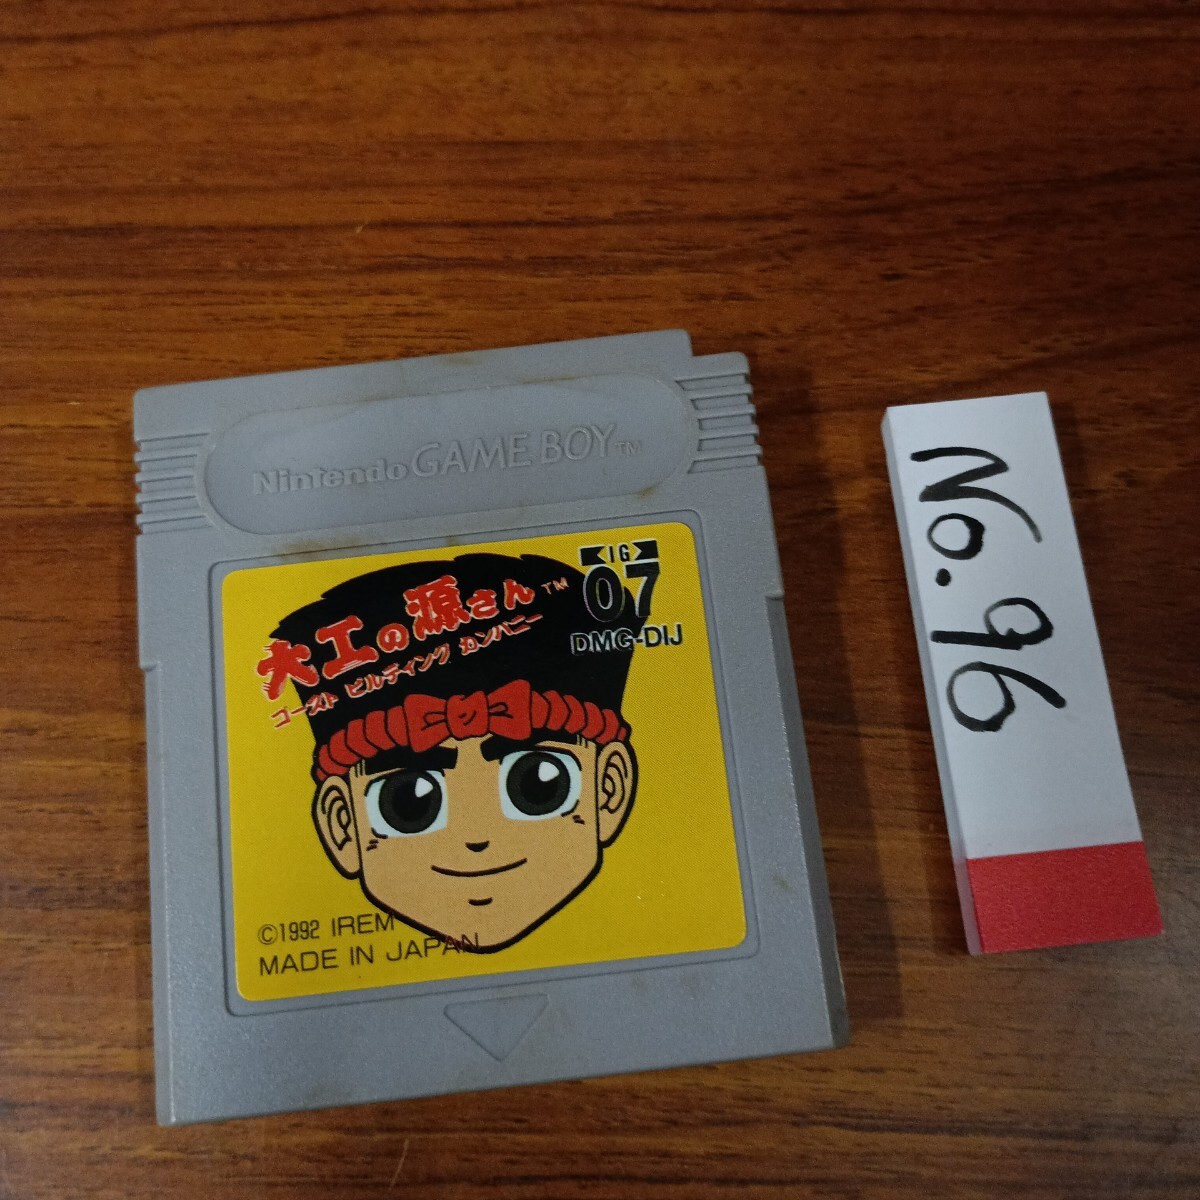 Nintendo GAME BOY™
IG
07
DMG-DIJ
大工の源さん™
ゴースト ビルディング カンパニー
©1992 IREM
MADE IN JAPAN
No.96